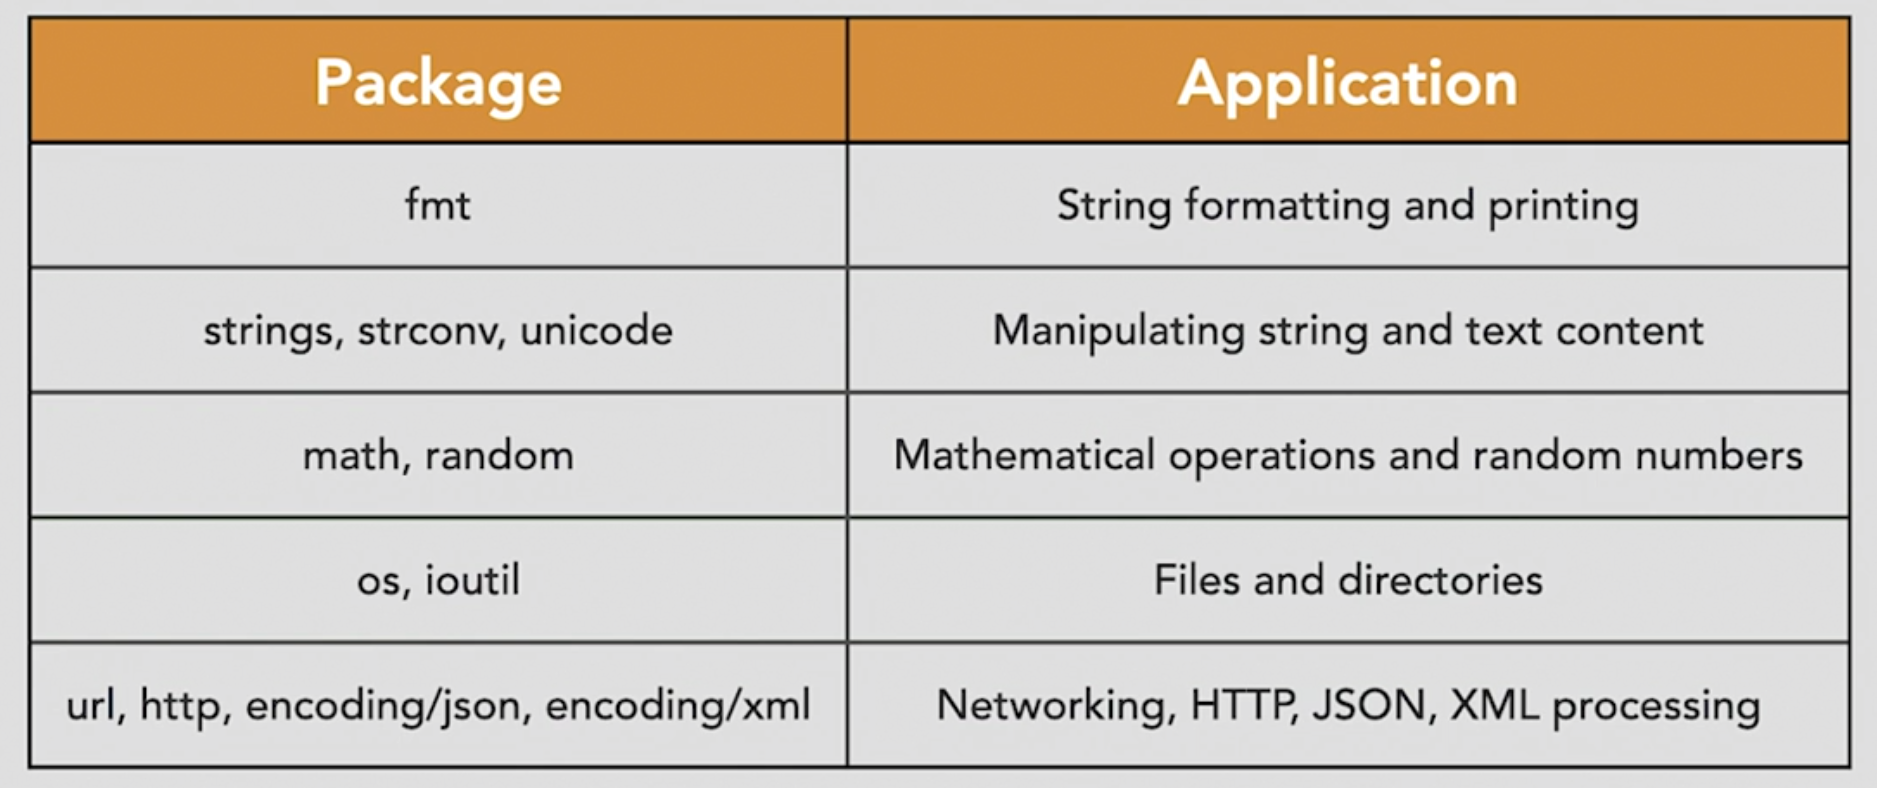 Package Application
fmt String formatting and printing
strings, strconv, unicode Manipulating string and text content
math, random Mathematical operations and random numbers
os, ioutil Files and directories
url, http, encoding/json, encoding/xml Networking, HTTP, JSON, XML processing